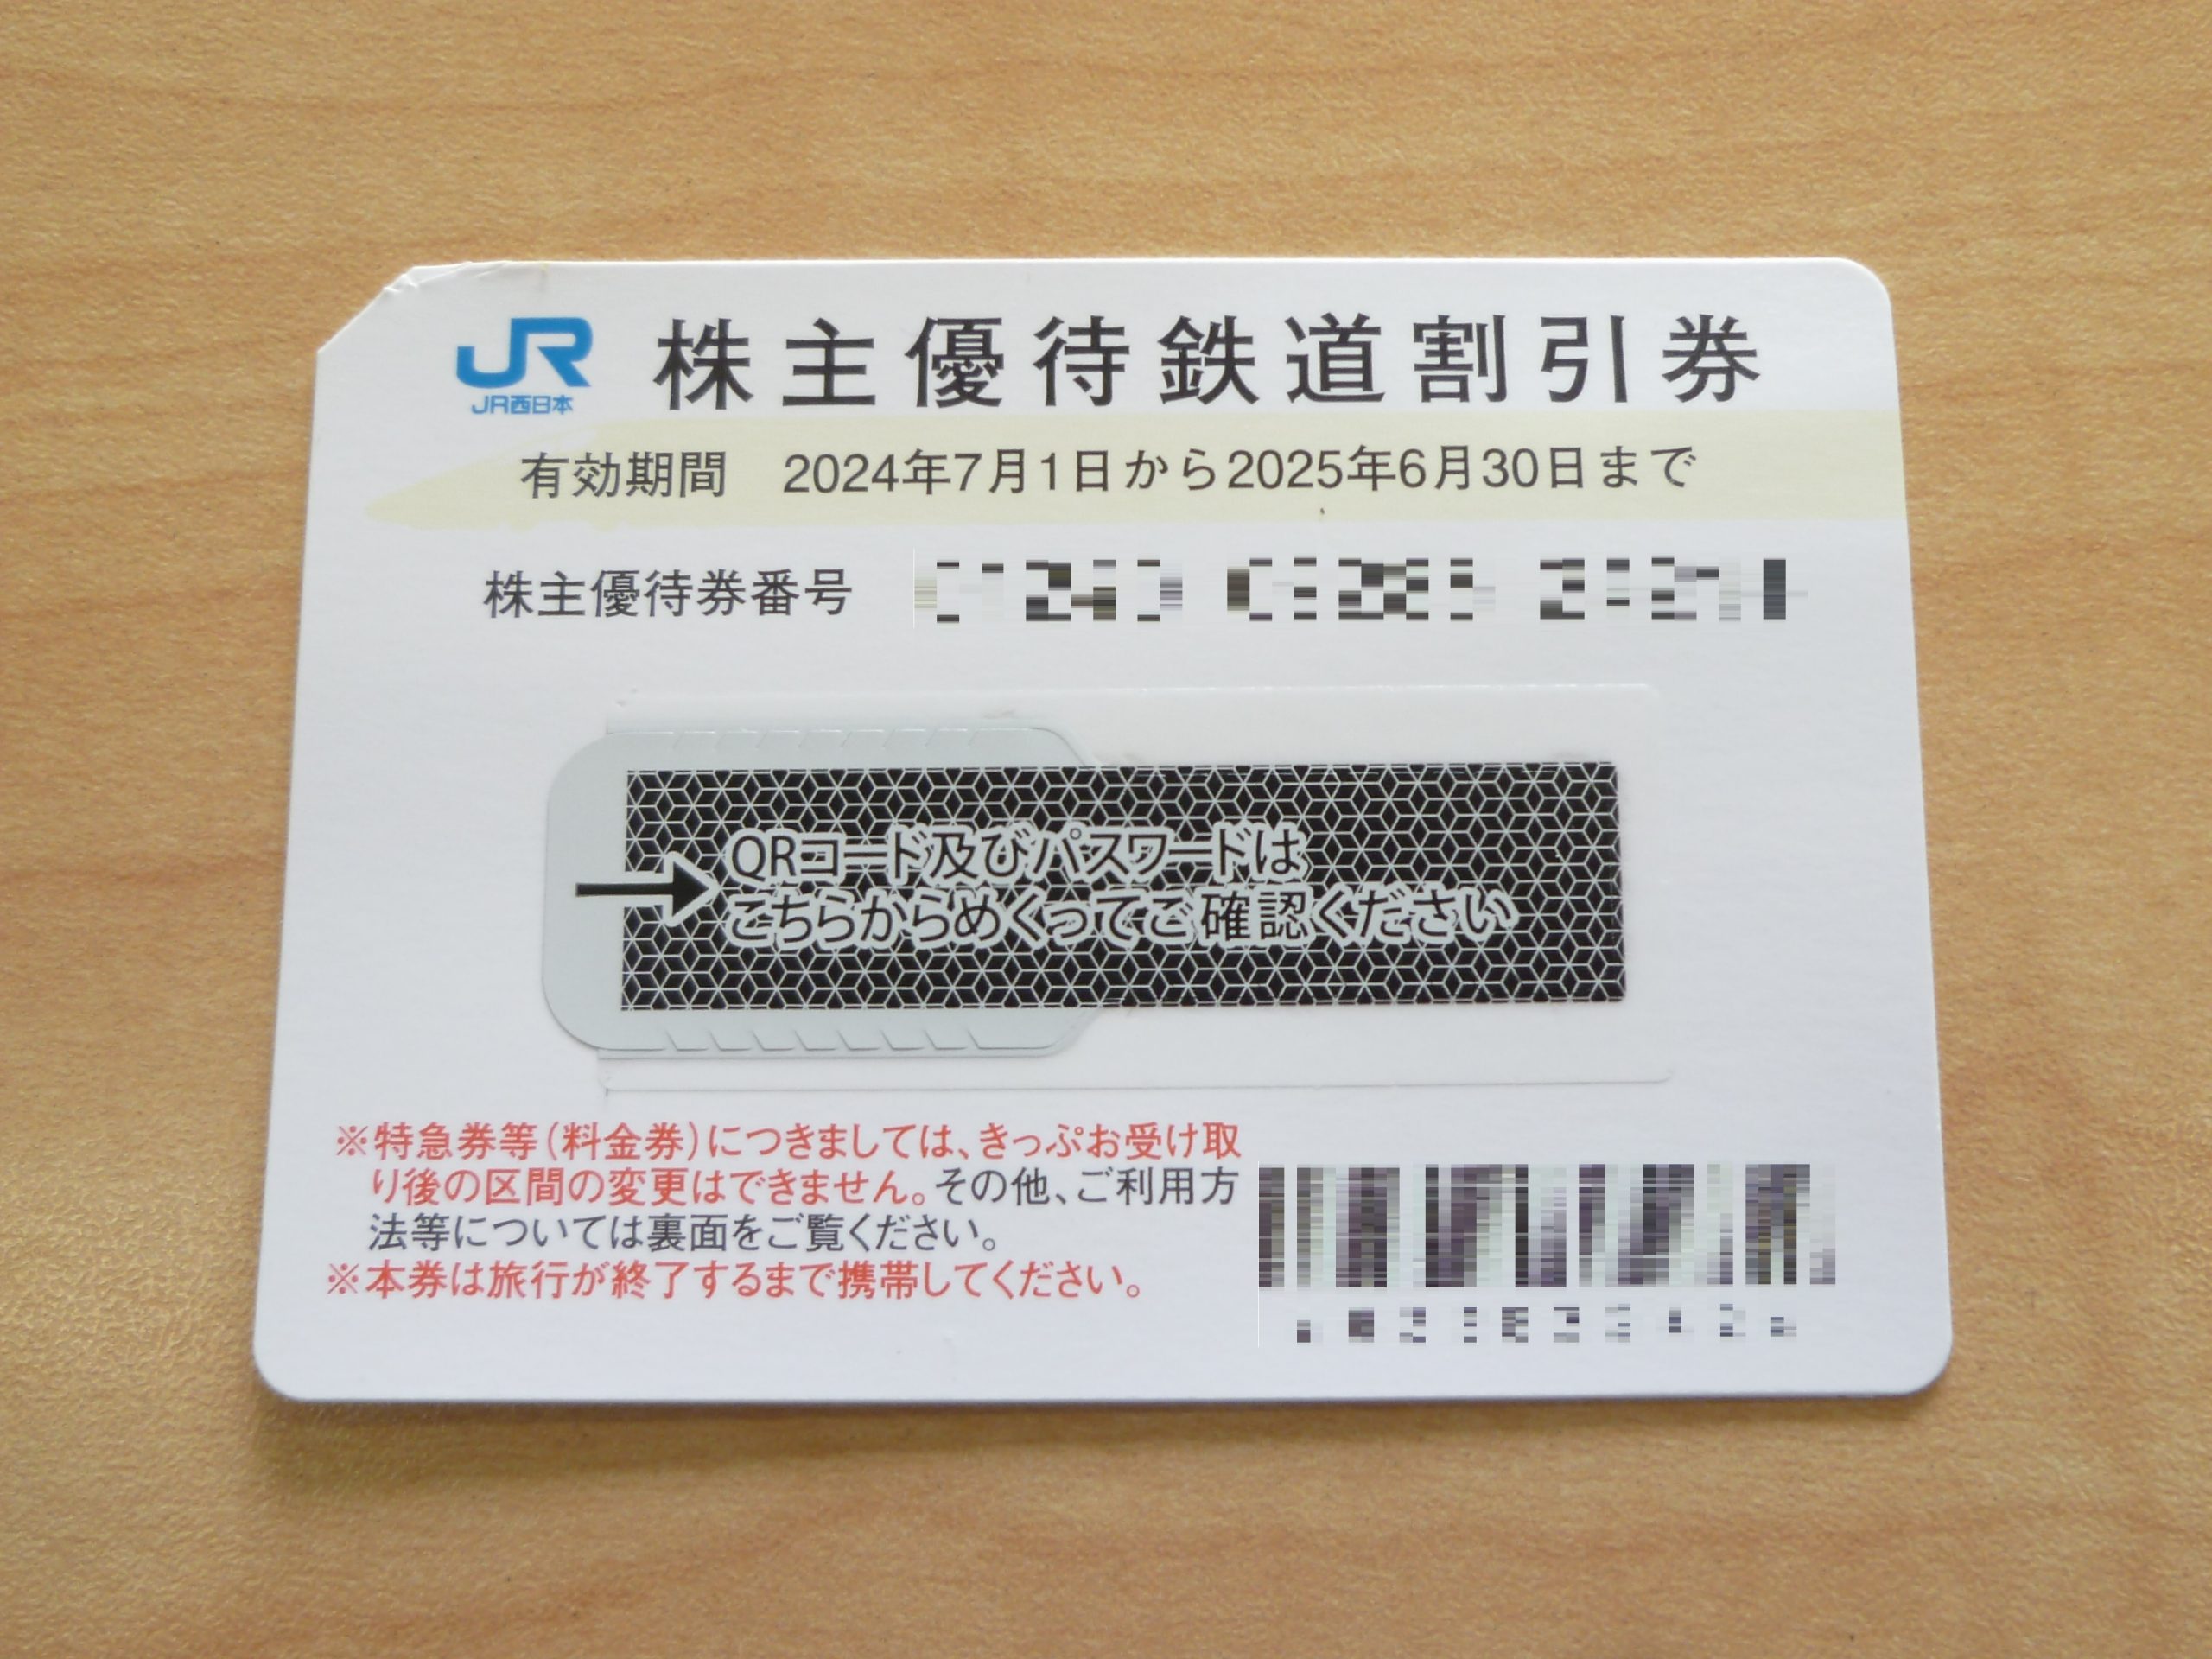 JR 株主優待鉄道割引券
JR西日本
有効期間 2024年7月1日から2025年6月30日まで
株主優待券番号
QRコード及びパスワードは
こちらからめくってご確認ください
※特急券等(料金券)につきましては、きっぷお受け取
り後の区間の変更はできません。その他、ご利用方
法等については裏面をご覧ください。
※本券は旅行が終了するまで携帯してください。